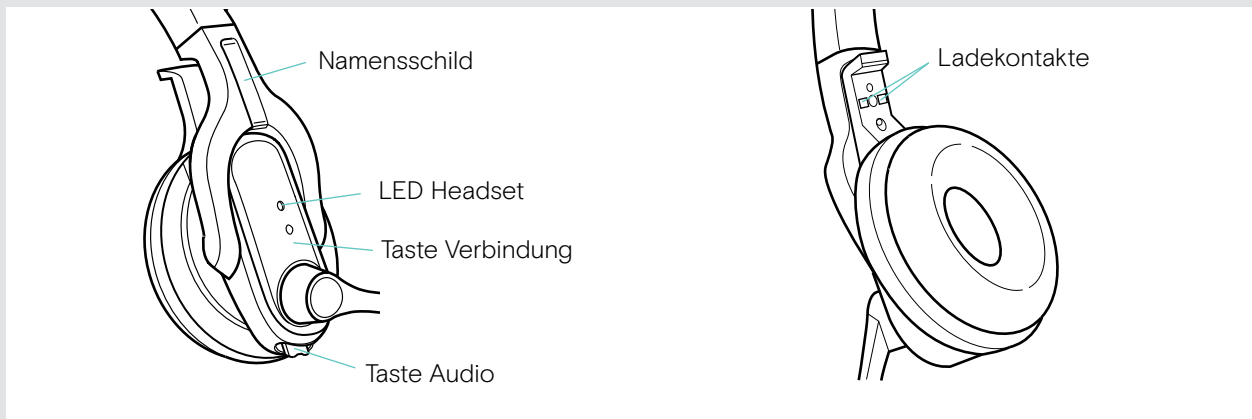 Namensschild
LED Headset
Taste Verbindung
Taste Audio
Ladekontakte